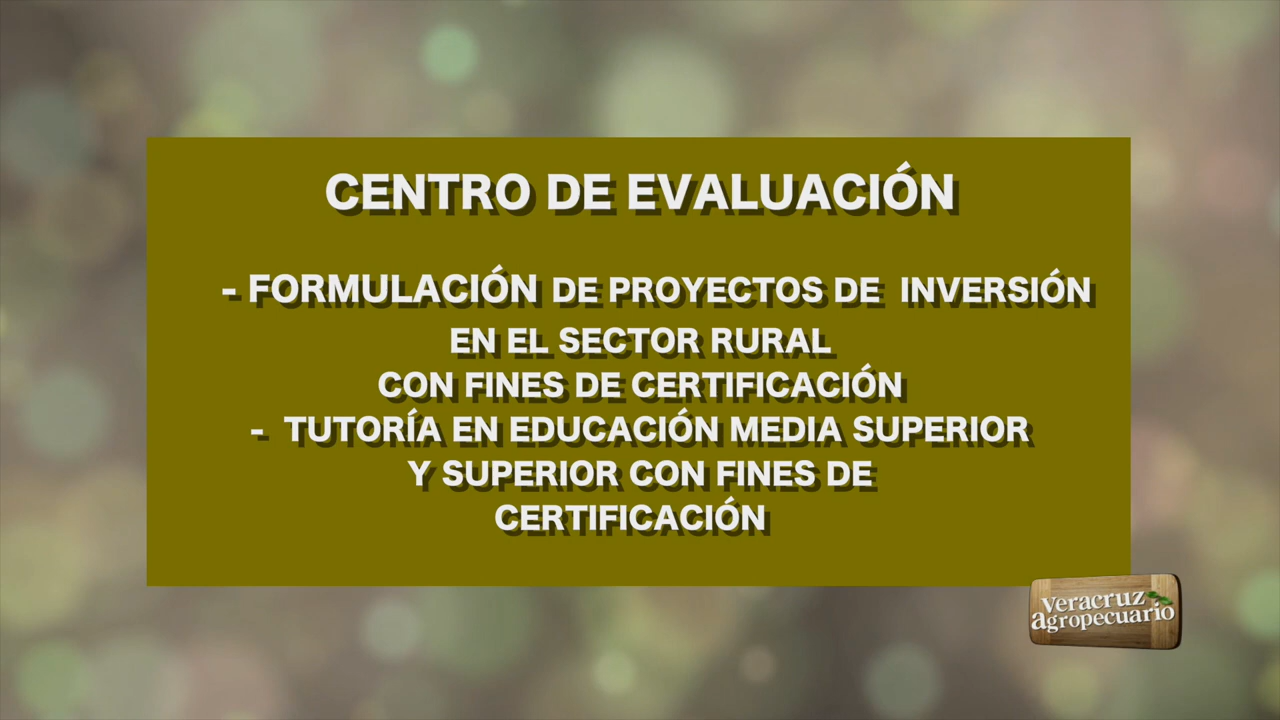 CENTRO DE EVALUACIÓN
- FORMULACIÓN DE PROYECTOS DE INVERSIÓN
EN EL SECTOR RURAL
CON FINES DE CERTIFICACIÓN
- TUTORÍA EN EDUCACIÓN MEDIA SUPERIOR
Y SUPERIOR CON FINES DE
CERTIFICACIÓN
veracruz
agropecuario